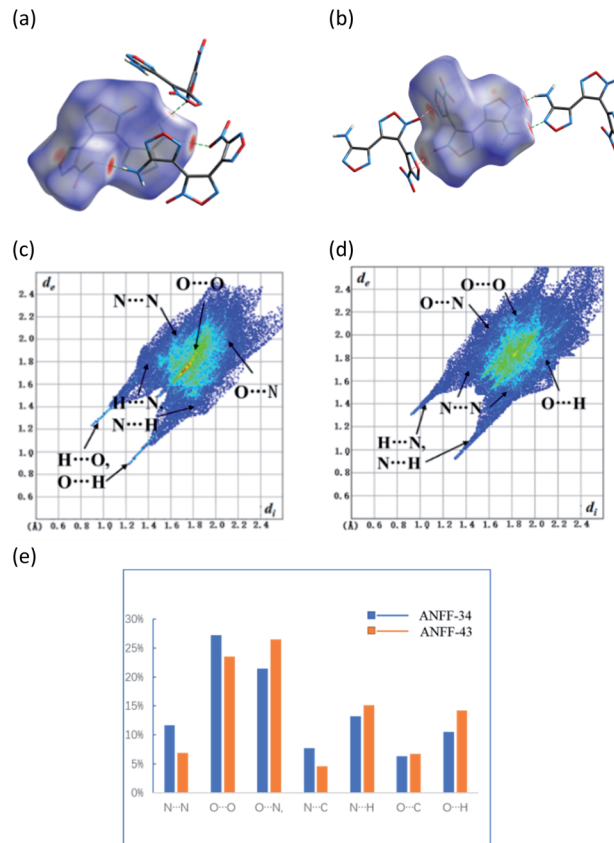 (a)
(b)
(c)
(d)
dₑ
2.4
2.2
2.0
1.8
1.6
1.4
1.2
1.0
0.8
0.6
(Å) 0.6 0.8 1.0 1.2 1.4 1.6 1.8 2.0 2.2 2.4
dᵢ
O···O
N···N
O···N
H···N,
N···H
H···O,
O···H
dₑ
2.4
2.2
2.0
1.8
1.6
1.4
1.2
1.0
0.8
0.6
(Å) 0.6 0.8 1.0 1.2 1.4 1.6 1.8 2.0 2.2 2.4
dᵢ
O···O
O···N
N···N
O···H
H···N,
N···H
(e)
30%
25%
20%
15%
10%
5%
0%
ANFF-34
ANFF-43
N···N O···O O···N, N···C N···H O···C O···H